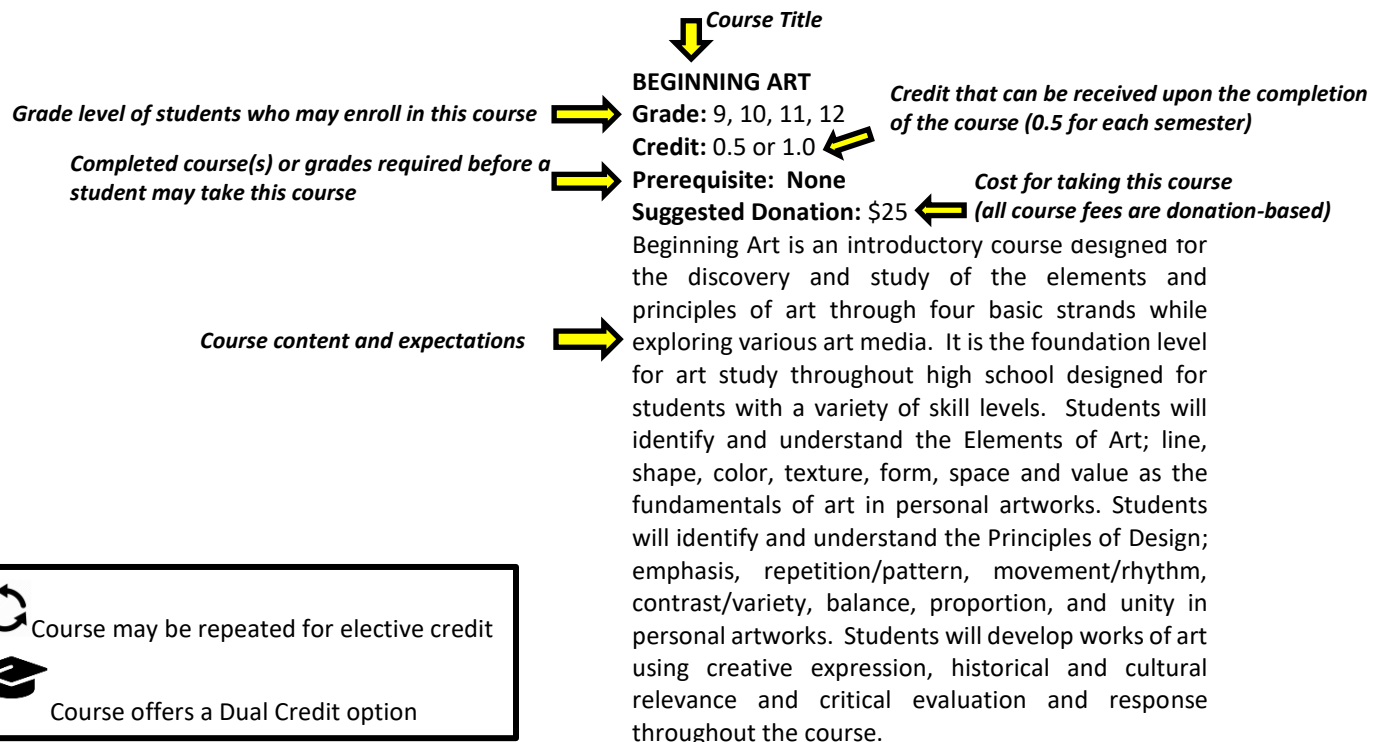 Course Title
BEGINNING ART
Grade level of students who may enroll in this course
Grade: 9, 10, 11, 12
Credit that can be received upon the completion
of the course (0.5 for each semester)
Credit: 0.5 or 1.0
Completed course(s) or grades required before a
student may take this course
Prerequisite: None
Cost for taking this course
(all course fees are donation-based)
Suggested Donation: $25
Beginning Art is an introductory course designed for
the discovery and study of the elements and
principles of art through four basic strands while
Course content and expectations
exploring various art media. It is the foundation level
for art study throughout high school designed for
students with a variety of skill levels. Students will
identify and understand the Elements of Art; line,
shape, color, texture, form, space and value as the
fundamentals of art in personal artworks. Students
will identify and understand the Principles of Design;
emphasis, repetition/pattern, movement/rhythm,
contrast/variety, balance, proportion, and unity in
personal artworks. Students will develop works of art
using creative expression, historical and cultural
relevance and critical evaluation and response
throughout the course.
Course may be repeated for elective credit
Course offers a Dual Credit option